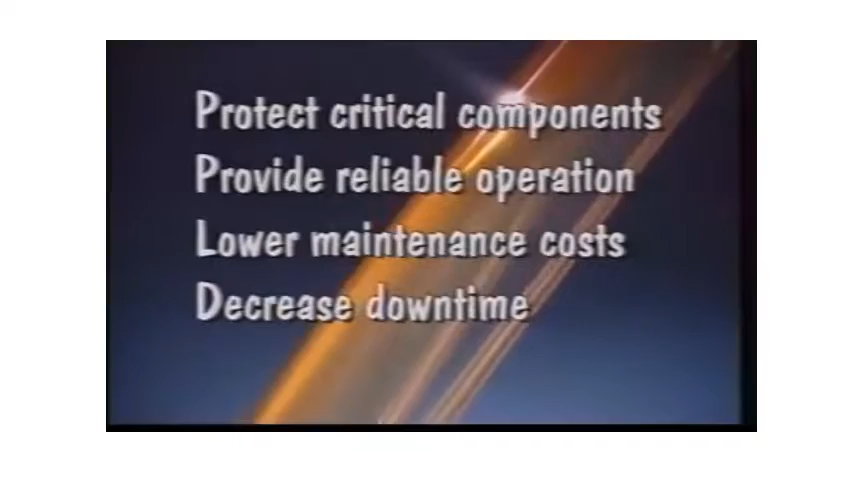 Protect critical components
Provide reliable operation
Lower maintenance costs
Decrease downtime